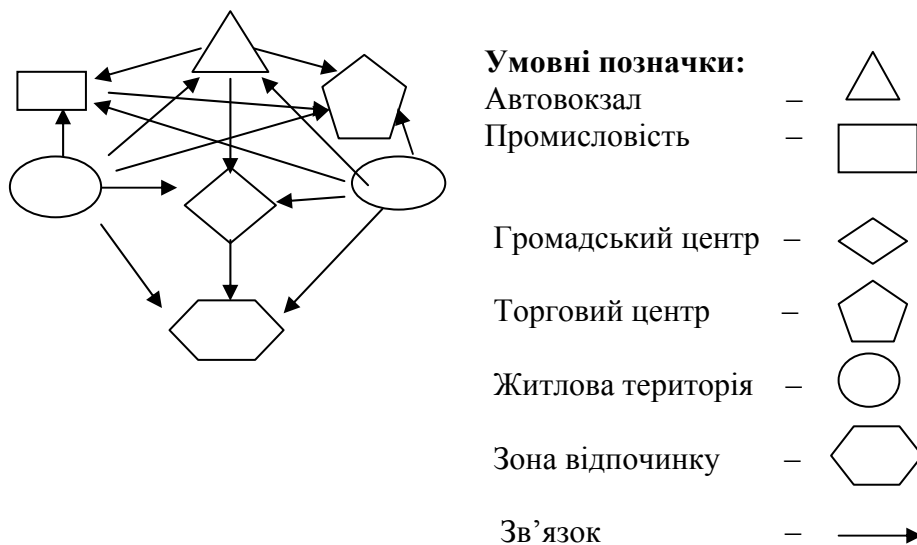 Умовні позначки:
Автовокзал –
Промисловість –
Громадський центр –
Торговий центр –
Житлова територія –
Зона відпочинку –
Зв’язок –